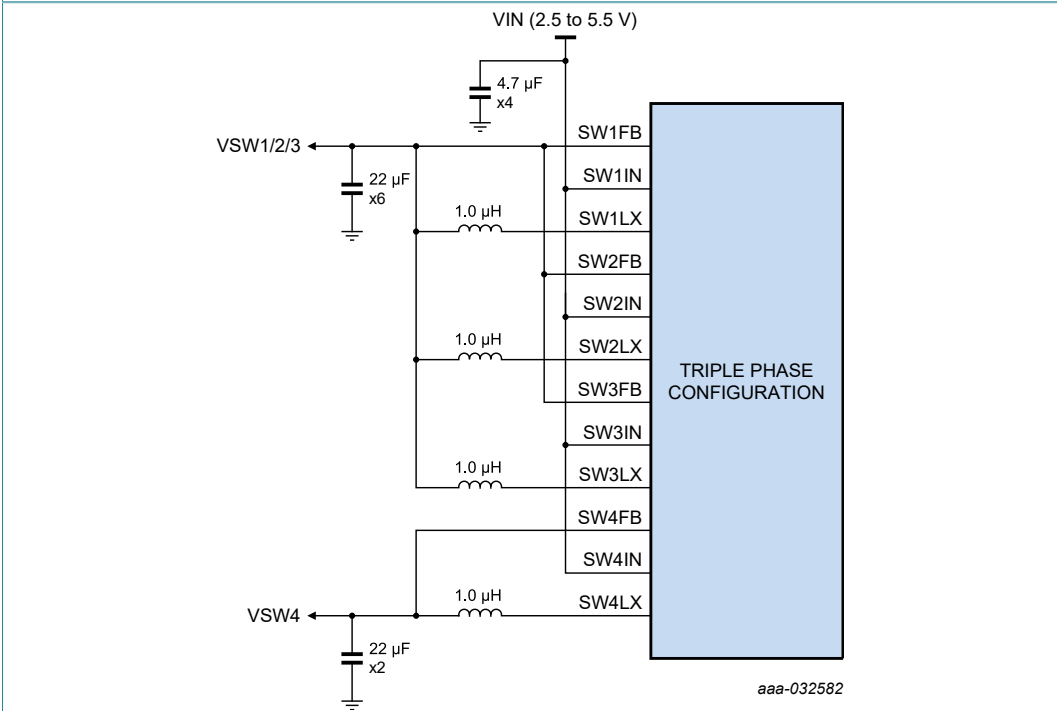 VIN (2.5 to 5.5 V)
4.7 µF
x4
VSW1/2/3
22 µF
x6
SW1FB
SW1IN
1.0 µH
SW1LX
SW2FB
SW2IN
1.0 µH
SW2LX
SW3FB
SW3IN
1.0 µH
SW3LX
SW4FB
SW4IN
1.0 µH
SW4LX
VSW4
22 µF
x2
TRIPLE PHASE
CONFIGURATION
aaa-032582